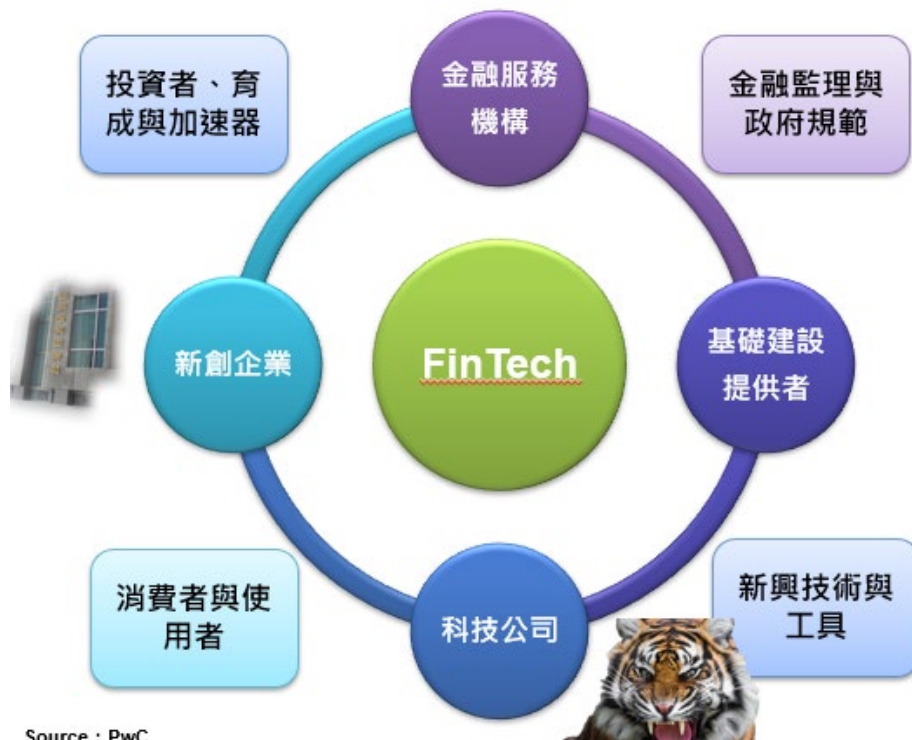 投資者、育
成與加速器
金融服務
機構
金融監理與
政府規範
新創企業
FinTech
基礎建設
提供者
消費者與使
用者
科技公司
新興技術與
工具
Source：PwC